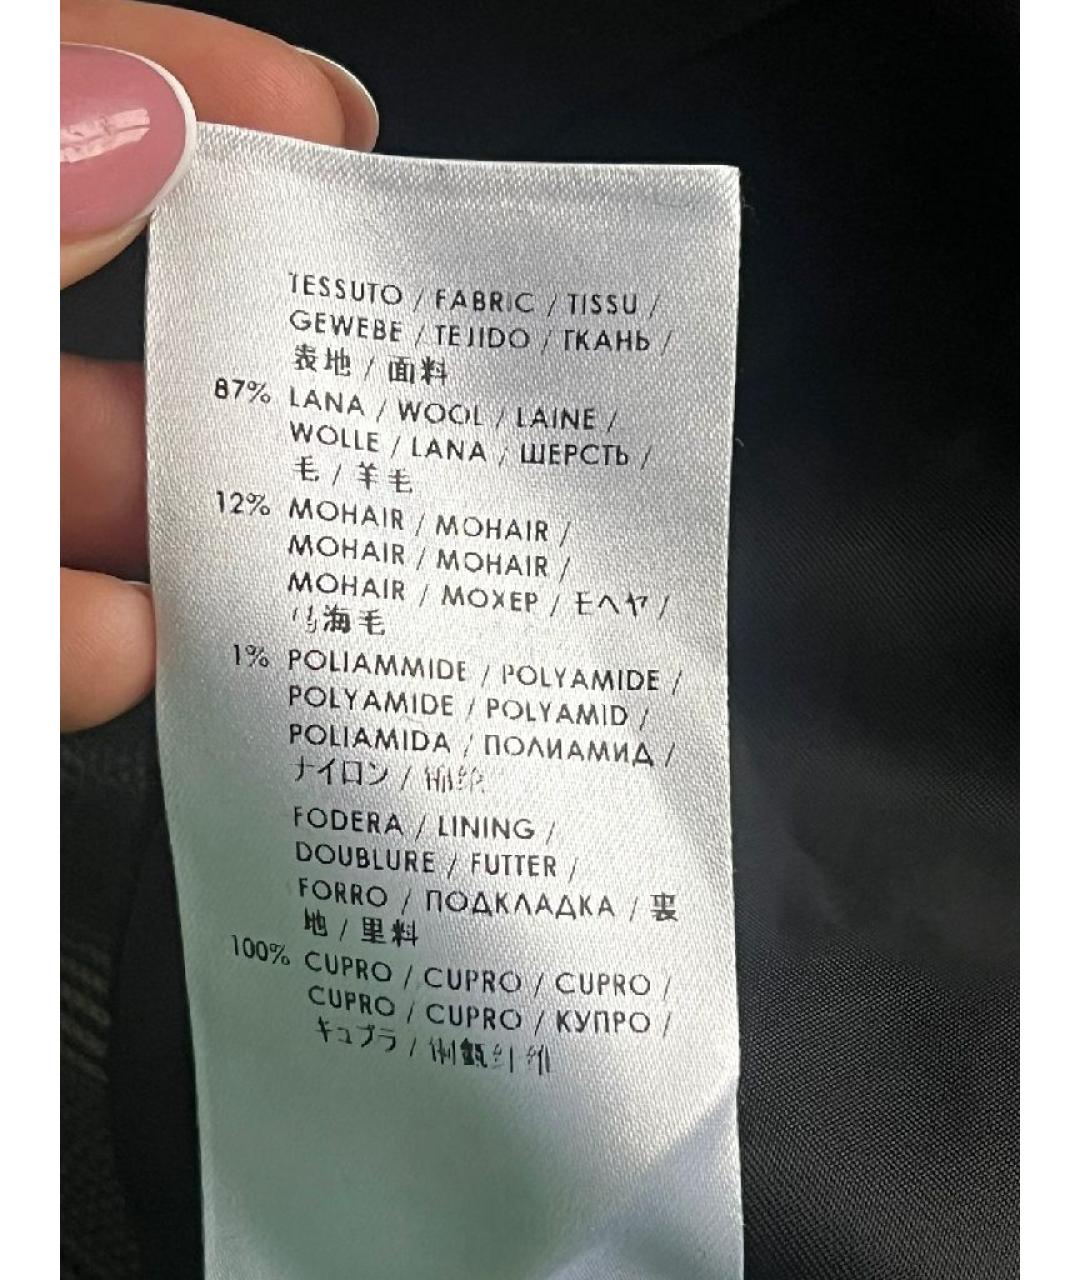 TESSUTO / FABRIC / TISSU /
GEWEBE / TEJIDO / ТКАНЬ /
表地 / 面料
87% LANA / WOOL / LAINE /
WOLLE / LANA / ШЕРСТЬ /
毛 / 羊毛
12% MOHAIR / MOHAIR /
MOHAIR / MOHAIR /
MOHAIR / МОХЕР / モヘヤ /
海毛
1% POLIAMMIDE / POLYAMIDE /
POLYAMIDE / POLYAMID /
POLIAMIDA / ПОЛИАМИД /
ナイロン /
FODERA / LINING /
DOUBLURE / FUTTER /
FORRO / ПОДКЛАДКА / 裏
地 / 里料
100% CUPRO / CUPRO / CUPRO /
CUPRO / CUPRO / КУПРО /
キュプラ /